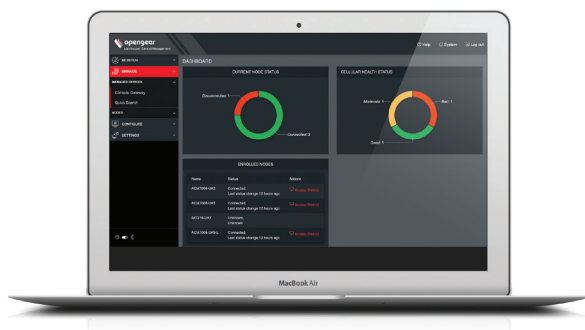 opengear
Lighthouse Central Management
Help
System
Log out
MONITOR
MANAGE
MANAGED DEVICES
Console Gateway
Quick Search
NODES
CONFIGURE
SETTINGS
DASHBOARD
CURRENT NODE STATUS
Disconnected: 1
Connected: 3
CELLULAR HEALTH STATUS
Moderate: 1
Bad: 1
Good: 1
ENROLLED NODES
Name Status Actions
Connected,
Last status change 12 hours ago
Connected,
Last status change 12 hours ago
Unknown,
Unknown
Connected,
Last status change 12 hours ago
MacBook Air